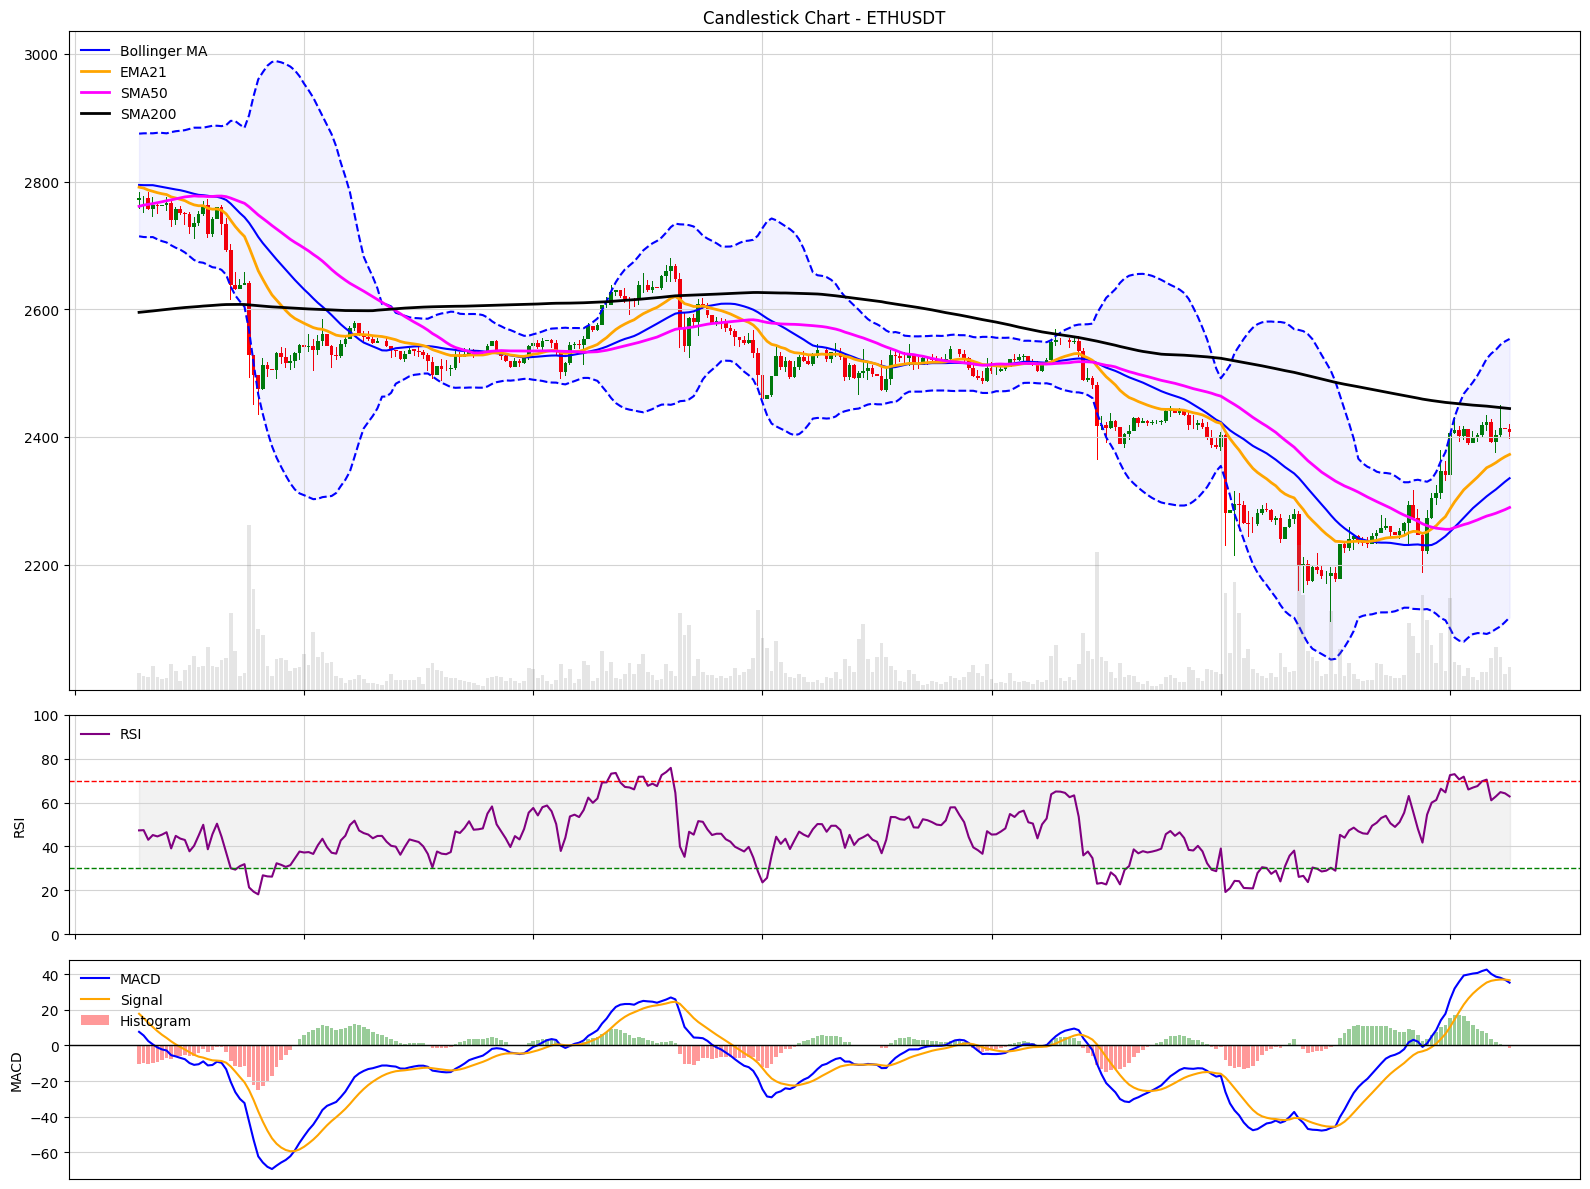 Candlestick Chart - ETHUSDT
Bollinger MA
EMA21
SMA50
SMA200
3000
2800
2600
2400
2200
RSI
RSI
100
80
60
40
20
0
MACD
Signal
Histogram
MACD
40
20
0
−20
−40
−60